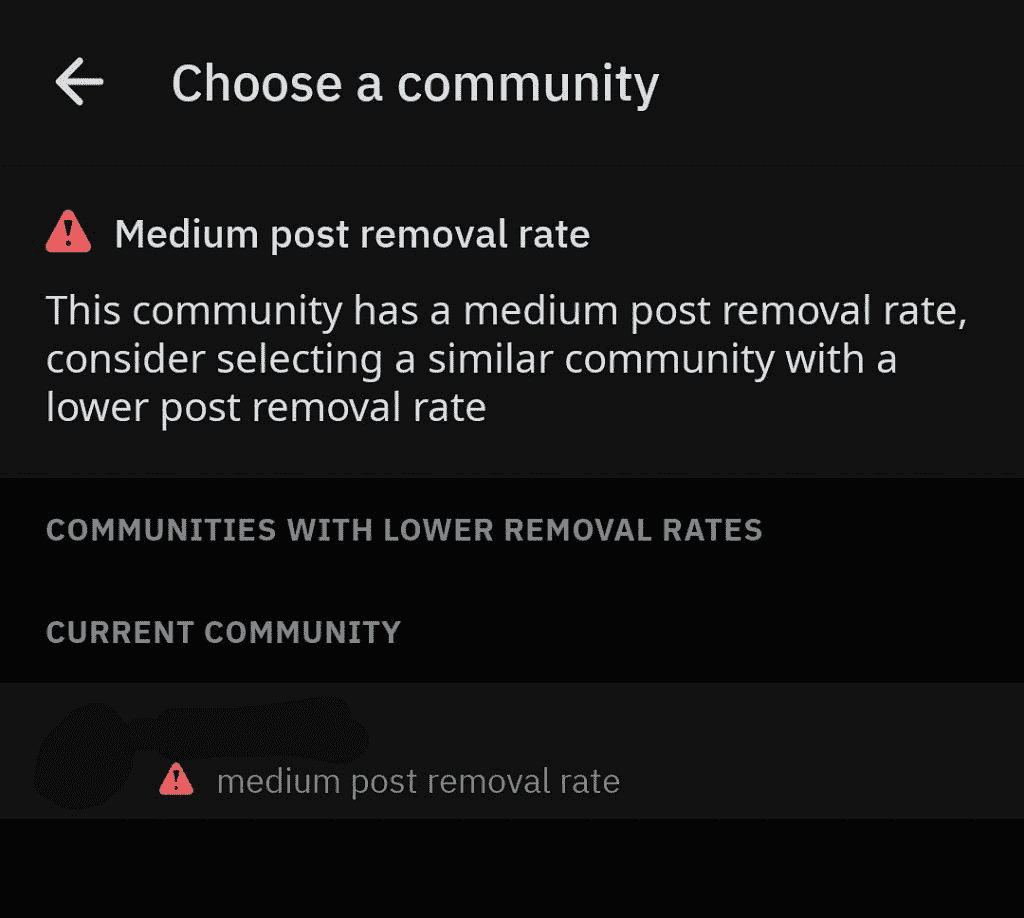 Choose a community
Medium post removal rate
This community has a medium post removal rate,
consider selecting a similar community with a
lower post removal rate
COMMUNITIES WITH LOWER REMOVAL RATES
CURRENT COMMUNITY
medium post removal rate